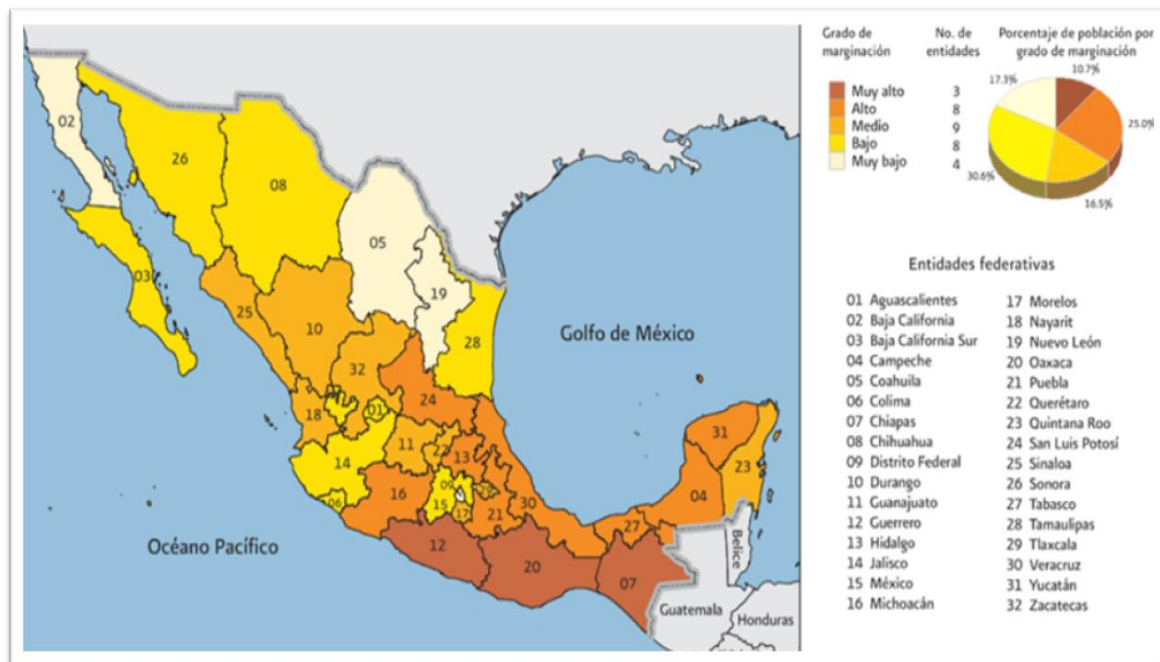 Grado de marginación
No. de entidades
Porcentaje de población por grado de marginación
Muy alto 3
Alto 8
Medio 9
Bajo 8
Muy bajo 4
10.7%
17.3%
25.0%
30.6%
16.5%
02
26
08
05
03
19
25
10
28
32
24
18
01
11
22
13
14
31
23
09
29
16
15
17
21
30
04
06
27
12
20
07
Golfo de México
Océano Pacífico
Belice
Guatemala
Honduras
Entidades federativas
01 Aguascalientes
02 Baja California
03 Baja California Sur
04 Campeche
05 Coahuila
06 Colima
07 Chiapas
08 Chihuahua
09 Distrito Federal
10 Durango
11 Guanajuato
12 Guerrero
13 Hidalgo
14 Jalisco
15 México
16 Michoacán
17 Morelos
18 Nayarit
19 Nuevo León
20 Oaxaca
21 Puebla
22 Querétaro
23 Quintana Roo
24 San Luis Potosí
25 Sinaloa
26 Sonora
27 Tabasco
28 Tamaulipas
29 Tlaxcala
30 Veracruz
31 Yucatán
32 Zacatecas